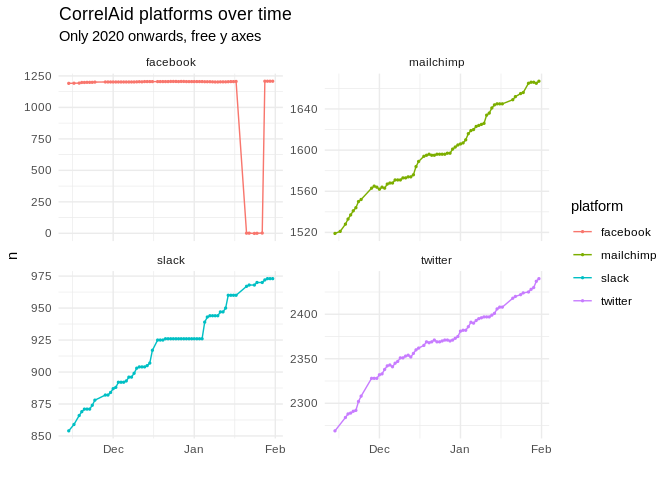 CorrelAid platforms over time
Only 2020 onwards, free y axes
facebook
mailchimp
1250
1000
750
500
250
0
1640
1600
1560
1520
n
slack
twitter
975
950
925
900
875
850
2400
2350
2300
Dec
Jan
Feb
Dec
Jan
Feb
platform
facebook
mailchimp
slack
twitter